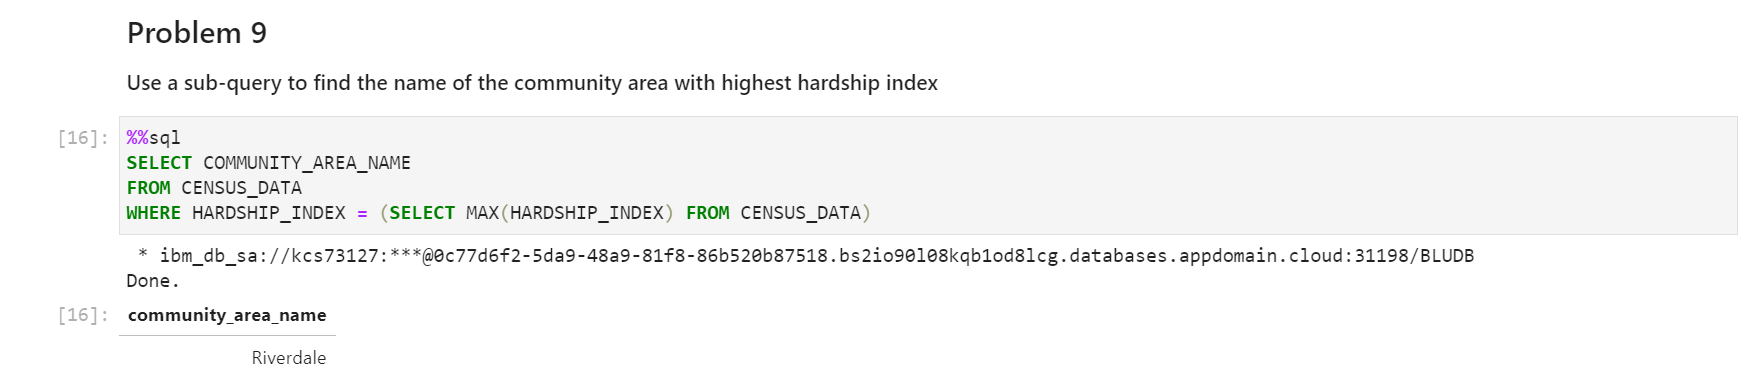 Problem 9
Use a sub-query to find the name of the community area with highest hardship index
[16]: %%sql
SELECT COMMUNITY_AREA_NAME
FROM CENSUS_DATA
WHERE HARDSHIP_INDEX = (SELECT MAX(HARDSHIP_INDEX) FROM CENSUS_DATA)
* ibm_db_sa://kcs73127:***@0c77d6f2-5da9-48a9-81f8-86b520b87518.bs2io90l08kqb1od8lcg.databases.appdomain.cloud:31198/BLUDB
Done.
[16]: community_area_name
Riverdale